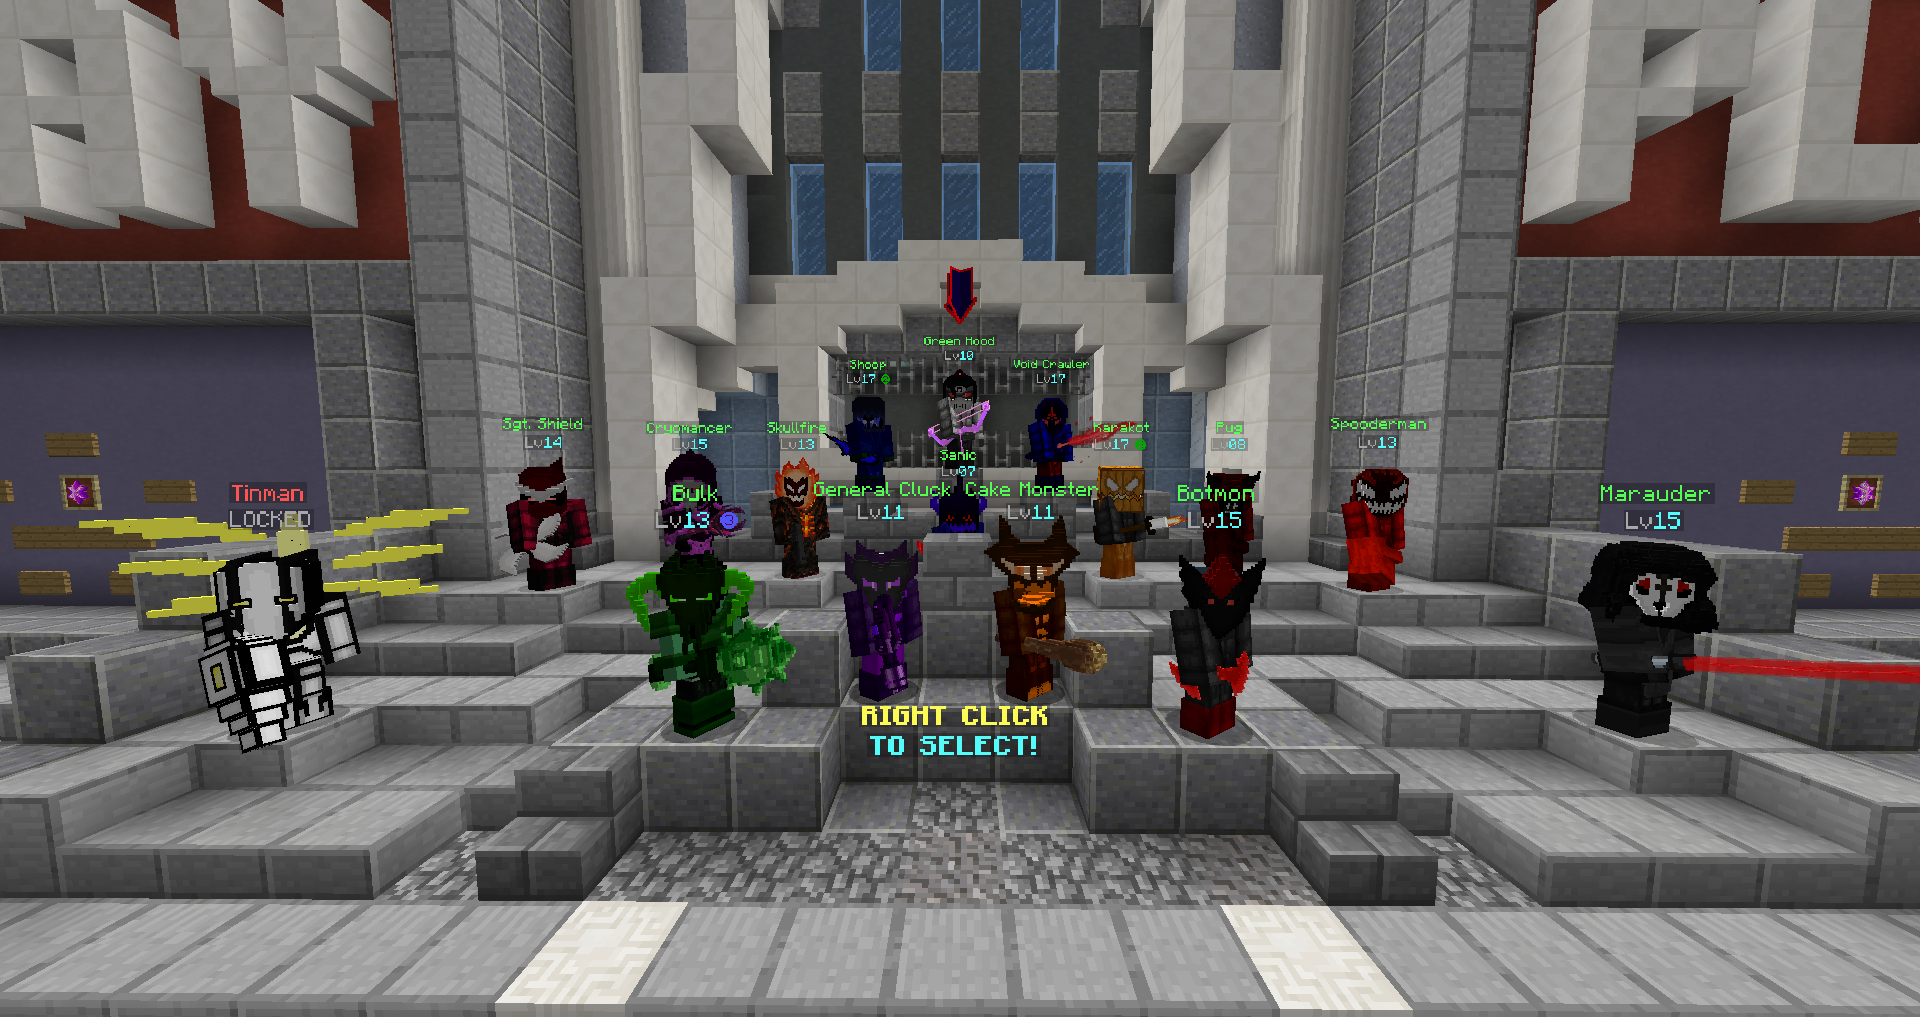 Green Hood
Lv10
Shoop
Lv17
Void Crawler
Lv17
Sgt. Shield
Lv14
Cryomancer
Lv15
Skullfire
Lv13
Karakot
Lv17
Pug
Lv08
Spooderman
Lv13
Sanic
Lv07
Tinman
LOCKED
Bulk
Lv13
General Cluck
Lv11
Cake Monster
Lv11
Botmon
Lv15
Marauder
Lv15
RIGHT CLICK
TO SELECT!